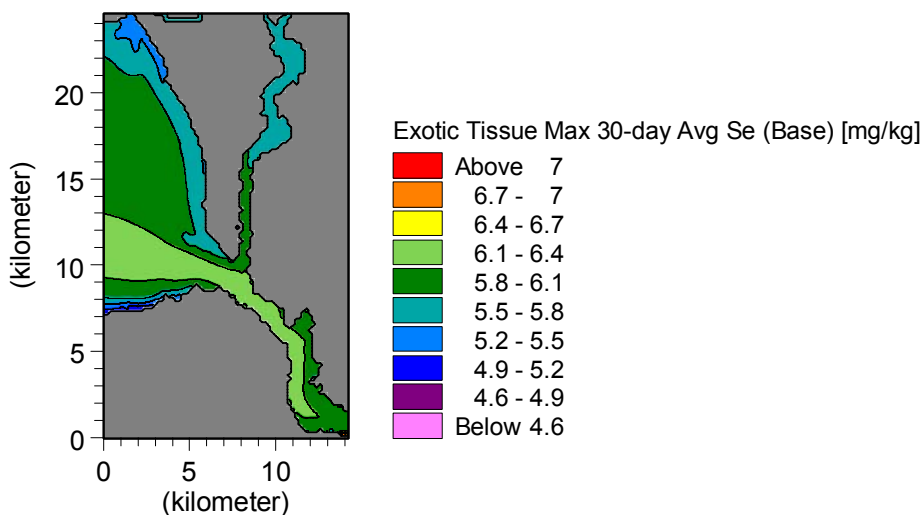 20
15
10
5
0
(kilometer)
0 5 10
(kilometer)
Exotic Tissue Max 30-day Avg Se (Base) [mg/kg]
Above 7
6.7 - 7
6.4 - 6.7
6.1 - 6.4
5.8 - 6.1
5.5 - 5.8
5.2 - 5.5
4.9 - 5.2
4.6 - 4.9
Below 4.6